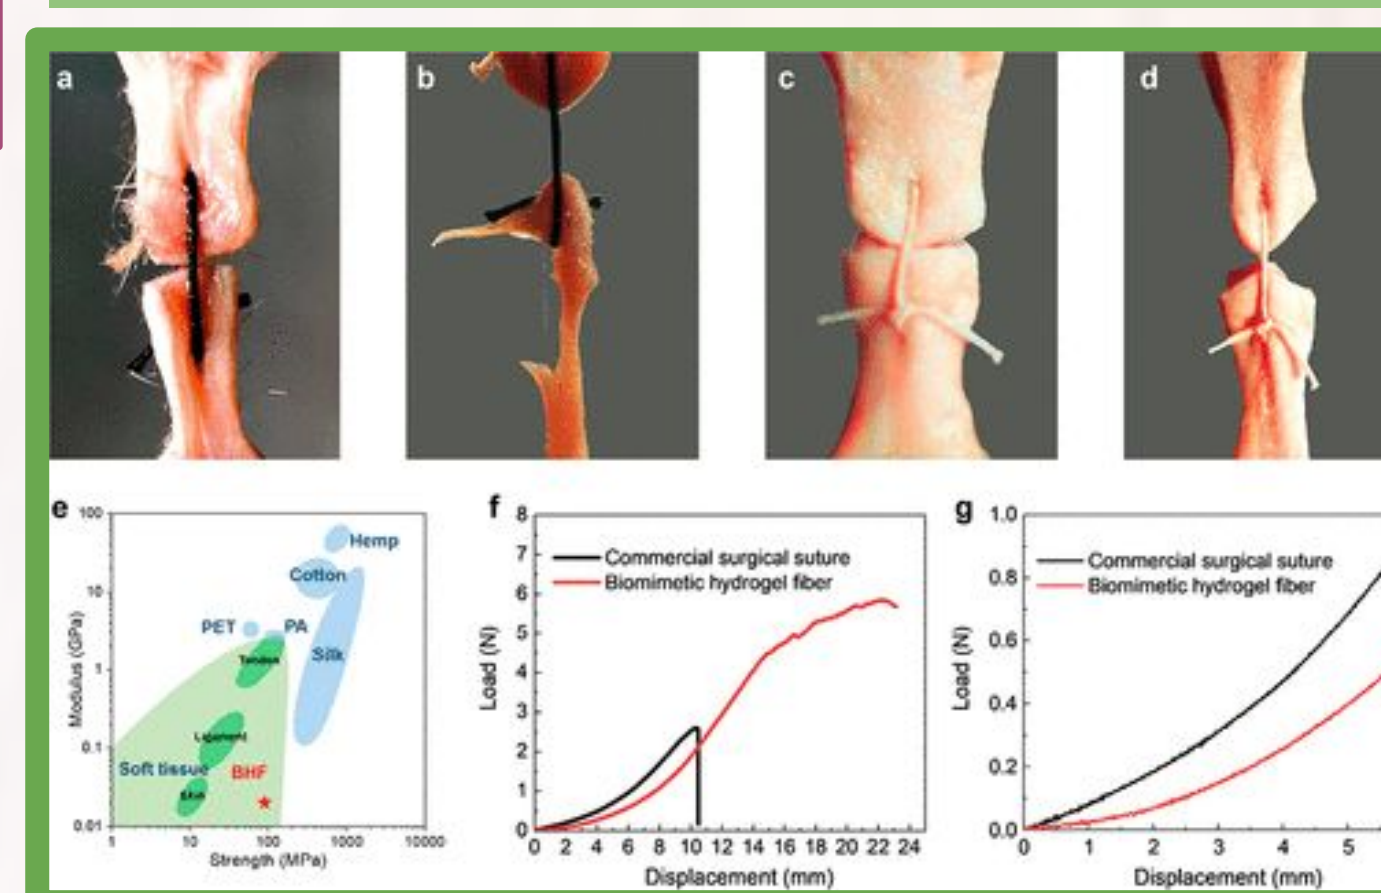 a
b
c
d
e
100
10
1
0.1
0.01
Modulus (GPa)
Hemp
Cotton
PET
PA
Silk
Tendon
Ligament
Soft tissue
BHF
Skin
1
10
100
1000
10000
Strength (MPa)
f
8
7
6
5
4
3
2
1
0
Load (N)
Commercial surgical suture
Biomimetic hydrogel fiber
0 2 4 6 8 10 12 14 16 18 20 22 24
Displacement (mm)
g
1.0
0.8
0.6
0.4
0.2
0.0
Load (N)
Commercial surgical suture
Biomimetic hydrogel fiber
0 1 2 3 4 5
Displacement (mm)